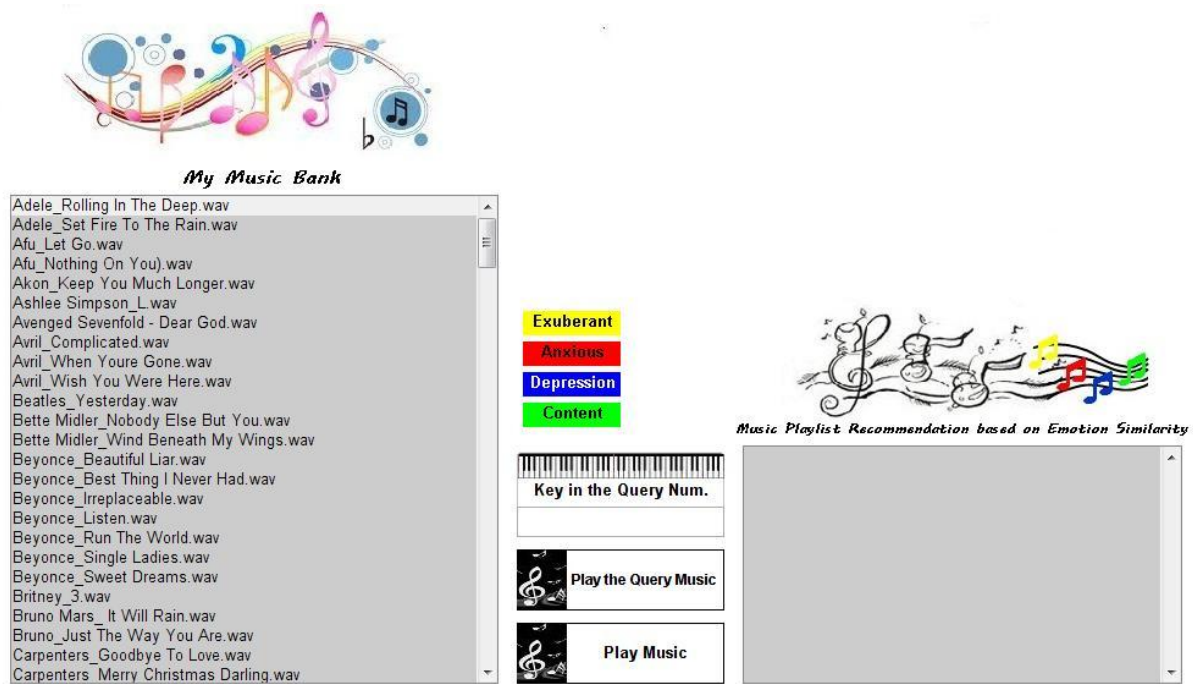 My Music Bank
Adele_Rolling In The Deep.wav
Adele_Set Fire To The Rain.wav
Afu_Let Go.wav
Afu_Nothing On You).wav
Akon_Keep You Much Longer.wav
Ashlee Simpson_L.wav
Avenged Sevenfold - Dear God.wav
Avril_Complicated.wav
Avril_When Youre Gone.wav
Avril_Wish You Were Here.wav
Beatles_Yesterday.wav
Bette Midler_Nobody Else But You.wav
Bette Midler_Wind Beneath My Wings.wav
Beyonce_Beautiful Liar.wav
Beyonce_Best Thing I Never Had.wav
Beyonce_Irreplaceable.wav
Beyonce_Listen.wav
Beyonce_Run The World.wav
Beyonce_Single Ladies.wav
Beyonce_Sweet Dreams.wav
Britney_3.wav
Bruno Mars_ It Will Rain.wav
Bruno_Just The Way You Are.wav
Carpenters_Goodbye To Love.wav
Carpenters_Merry Christmas Darling.wav
Exuberant
Anxious
Depression
Content
Key in the Query Num.
Play the Query Music
Play Music
Music Playlist Recommendation based on Emotion Similarity